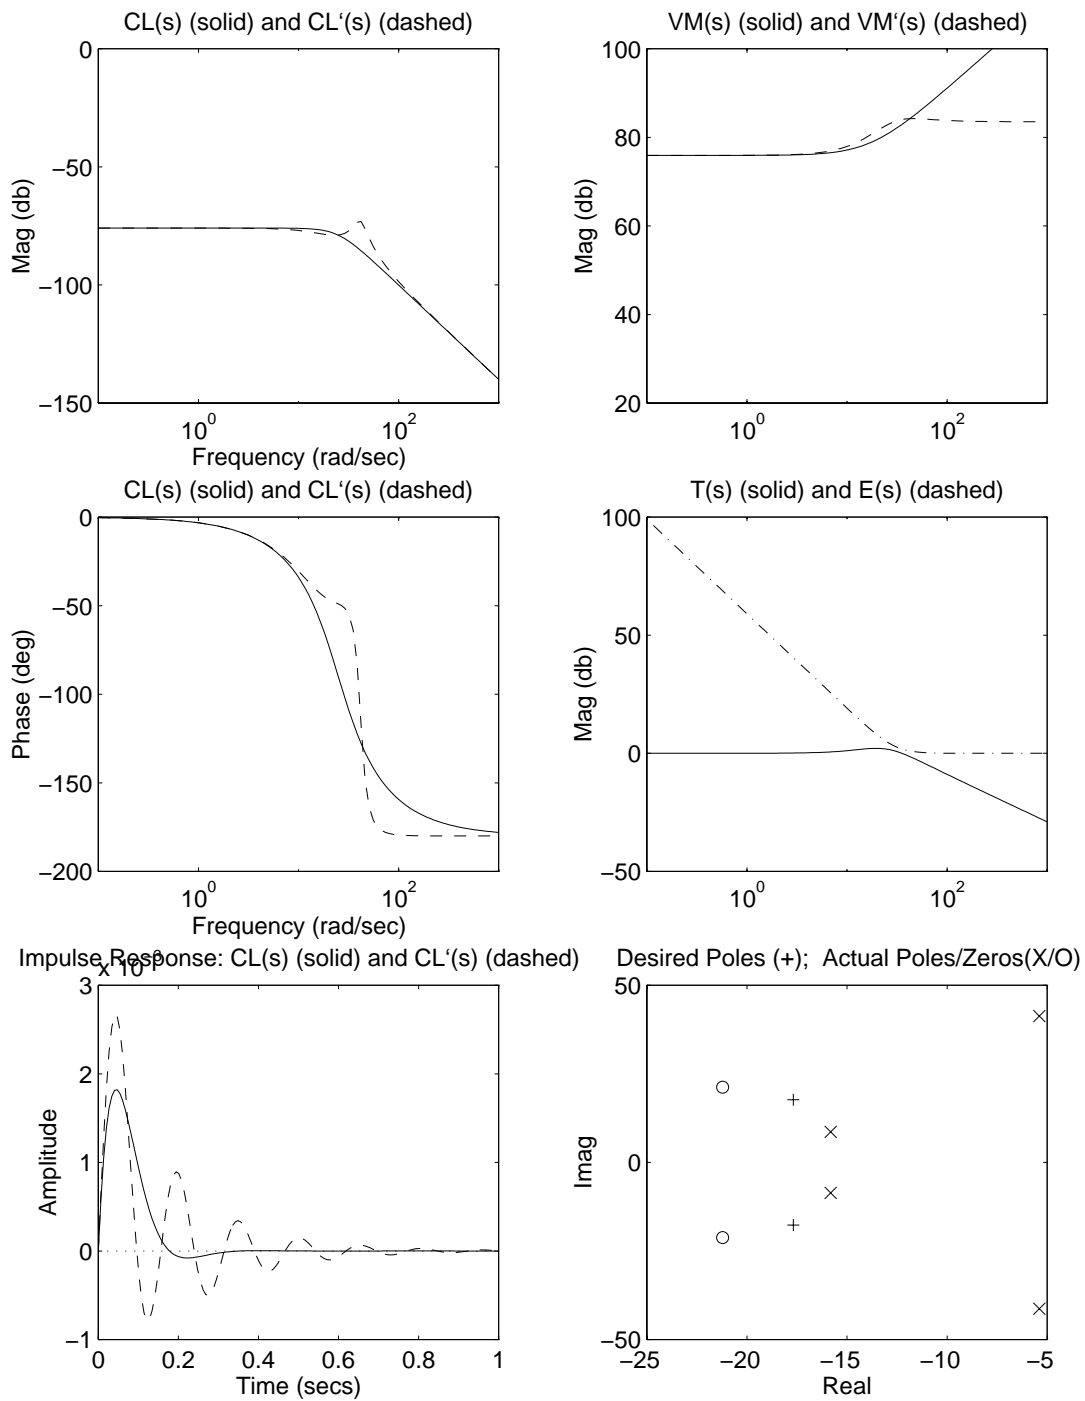 CL(s) (solid) and CL‘(s) (dashed)
0
−50
−100
−150
Mag (db)
10^0
10^2
Frequency (rad/sec)
VM(s) (solid) and VM‘(s) (dashed)
100
80
60
40
20
Mag (db)
10^0
10^2
CL(s) (solid) and CL‘(s) (dashed)
0
−50
−100
−150
−200
Phase (deg)
10^0
10^2
Frequency (rad/sec)
T(s) (solid) and E(s) (dashed)
100
50
0
−50
Mag (db)
10^0
10^2
Impulse Response: CL(s) (solid) and CL‘(s) (dashed)
x 10^−3
3
2
1
0
−1
Amplitude
0
0.2
0.4
0.6
0.8
1
Time (secs)
Desired Poles (+); Actual Poles/Zeros(X/O)
50
0
−50
Imag
−25
−20
−15
−10
−5
Real